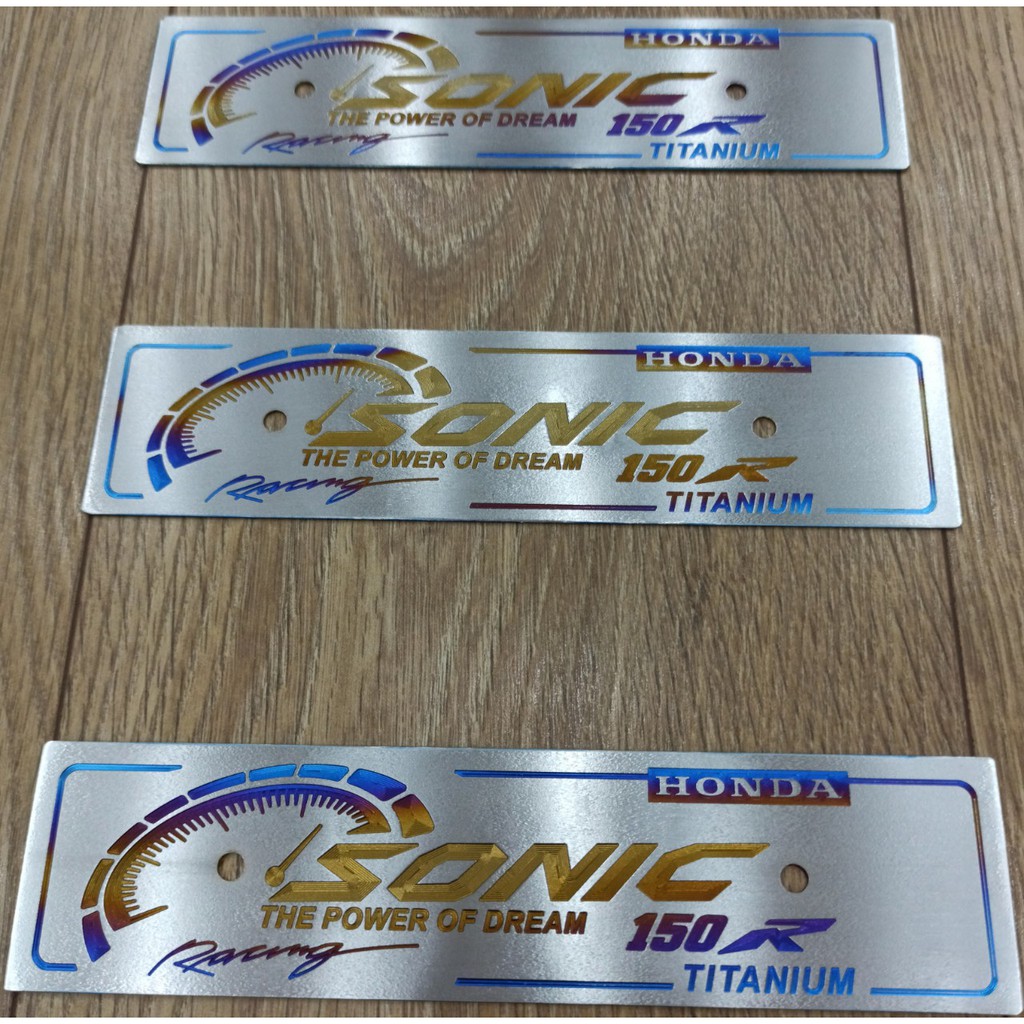 HONDA
SONIC
THE POWER OF DREAM 150 R
Racing
TITANIUM
HONDA
SONIC
THE POWER OF DREAM 150 R
Racing
TITANIUM
HONDA
SONIC
THE POWER OF DREAM 150 R
Racing
TITANIUM